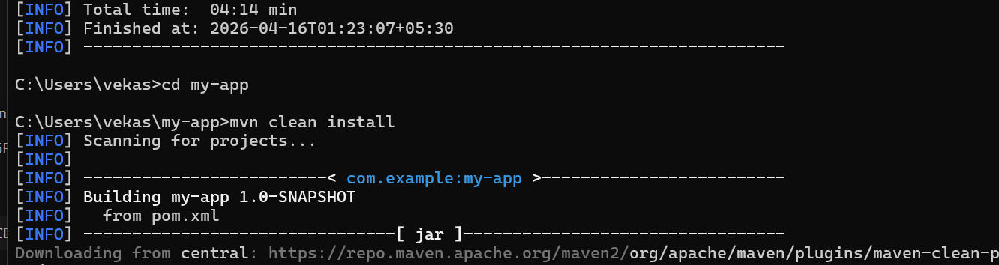 [INFO] Total time:  04:14 min
[INFO] Finished at: 2026-04-16T01:23:07+05:30
[INFO] ------------------------------------------------------------------------
C:\Users\vekas>cd my-app
C:\Users\vekas\my-app>mvn clean install
[INFO] Scanning for projects...
[INFO]
[INFO] -------------------------< com.example:my-app >-------------------------
[INFO] Building my-app 1.0-SNAPSHOT
[INFO]   from pom.xml
[INFO] --------------------------------[ jar ]---------------------------------
Downloading from central: https://repo.maven.apache.org/maven2/org/apache/maven/plugins/maven-clean-p